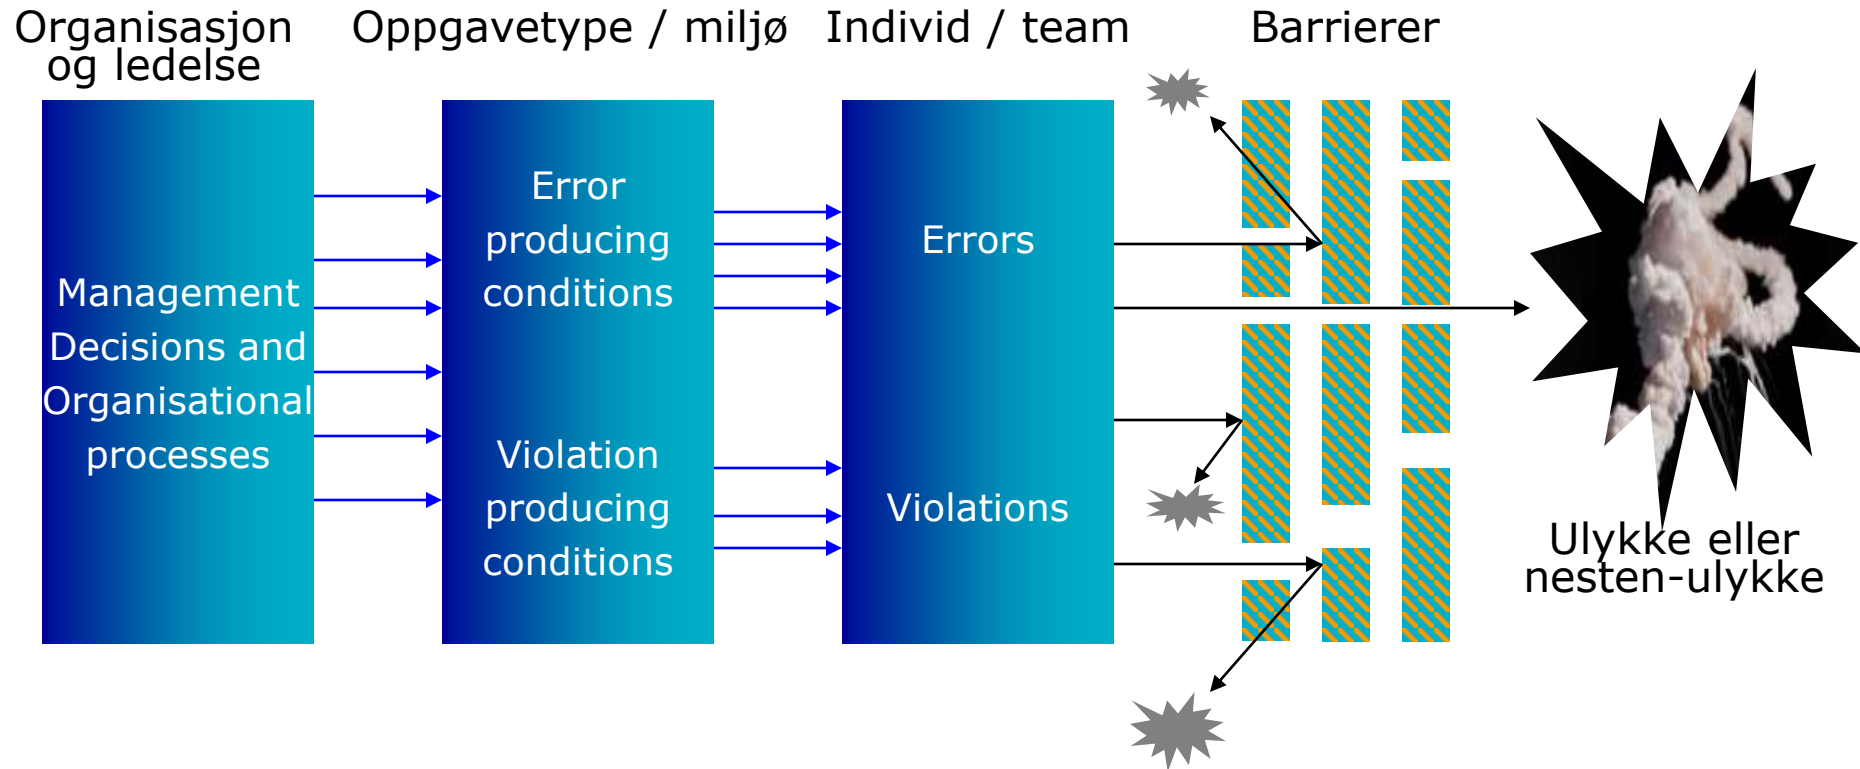 Organisasjon
og ledelse
Oppgavetype / miljø
Individ / team
Barrierer
Management
Decisions and
Organisational
processes
Error
producing
conditions
Violation
producing
conditions
Errors
Violations
Ulykke eller
nesten-ulykke